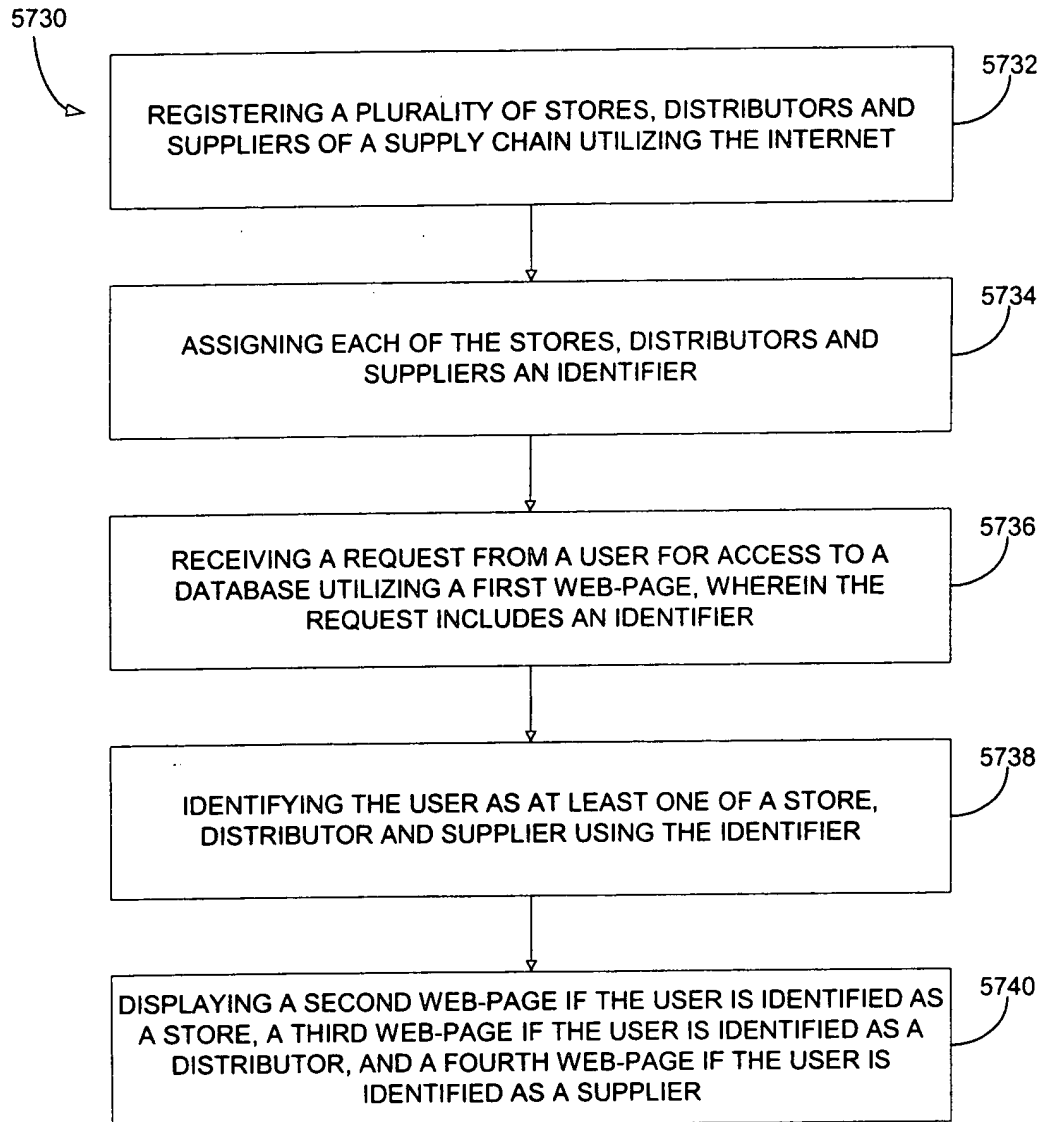 5730
5732
REGISTERING A PLURALITY OF STORES, DISTRIBUTORS AND
SUPPLIERS OF A SUPPLY CHAIN UTILIZING THE INTERNET
5734
ASSIGNING EACH OF THE STORES, DISTRIBUTORS AND
SUPPLIERS AN IDENTIFIER
5736
RECEIVING A REQUEST FROM A USER FOR ACCESS TO A
DATABASE UTILIZING A FIRST WEB-PAGE, WHEREIN THE
REQUEST INCLUDES AN IDENTIFIER
5738
IDENTIFYING THE USER AS AT LEAST ONE OF A STORE,
DISTRIBUTOR AND SUPPLIER USING THE IDENTIFIER
5740
DISPLAYING A SECOND WEB-PAGE IF THE USER IS IDENTIFIED AS
A STORE, A THIRD WEB-PAGE IF THE USER IS IDENTIFIED AS A
DISTRIBUTOR, AND A FOURTH WEB-PAGE IF THE USER IS
IDENTIFIED AS A SUPPLIER